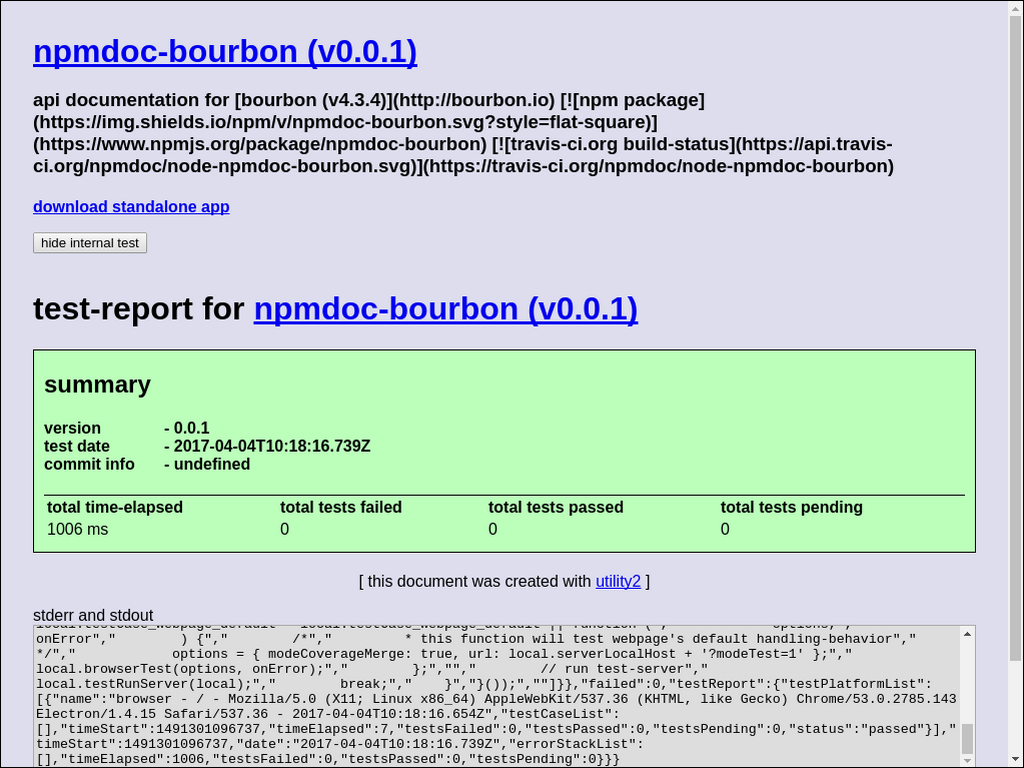 npmdoc-bourbon (v0.0.1)
api documentation for [bourbon (v4.3.4)](http://bourbon.io) [![npm package]
(https://img.shields.io/npm/v/npmdoc-bourbon.svg?style=flat-square)]
(https://www.npmjs.org/package/npmdoc-bourbon) [![travis-ci.org build-status](https://api.travis-
ci.org/npmdoc/node-npmdoc-bourbon.svg)](https://travis-ci.org/npmdoc/node-npmdoc-bourbon)
download standalone app
hide internal test
test-report for npmdoc-bourbon (v0.0.1)
summary
version - 0.0.1
test date - 2017-04-04T10:18:16.739Z
commit info - undefined
total time-elapsed total tests failed total tests passed total tests pending
1006 ms 0 0 0
[ this document was created with utility2 ]
stderr and stdout
local.testCase_webpage_default = local.testCase_webpage_default || function (","            options,","
onError","        ) {","        /*","         * this function will test webpage's default handling-behavior","
*/","            options = { modeCoverageMerge: true, url: local.serverLocalHost + '?modeTest=1' };","
local.browserTest(options, onError);","        };","","        // run test-server","
local.testRunServer(local);","        break;","    }","}());",""]}},"failed":0,"testReport":{"testPlatformList":
[{"name":"browser - / - Mozilla/5.0 (X11; Linux x86_64) AppleWebKit/537.36 (KHTML, like Gecko) Chrome/53.0.2785.143
Electron/1.4.15 Safari/537.36 - 2017-04-04T10:18:16.654Z","testCaseList":
[],"timeStart":1491301096737,"timeElapsed":7,"testsFailed":0,"testsPassed":0,"testsPending":0,"status":"passed"}],"
timeStart":1491301096737,"date":"2017-04-04T10:18:16.739Z","errorStackList":
[],"timeElapsed":1006,"testsFailed":0,"testsPassed":0,"testsPending":0}}}